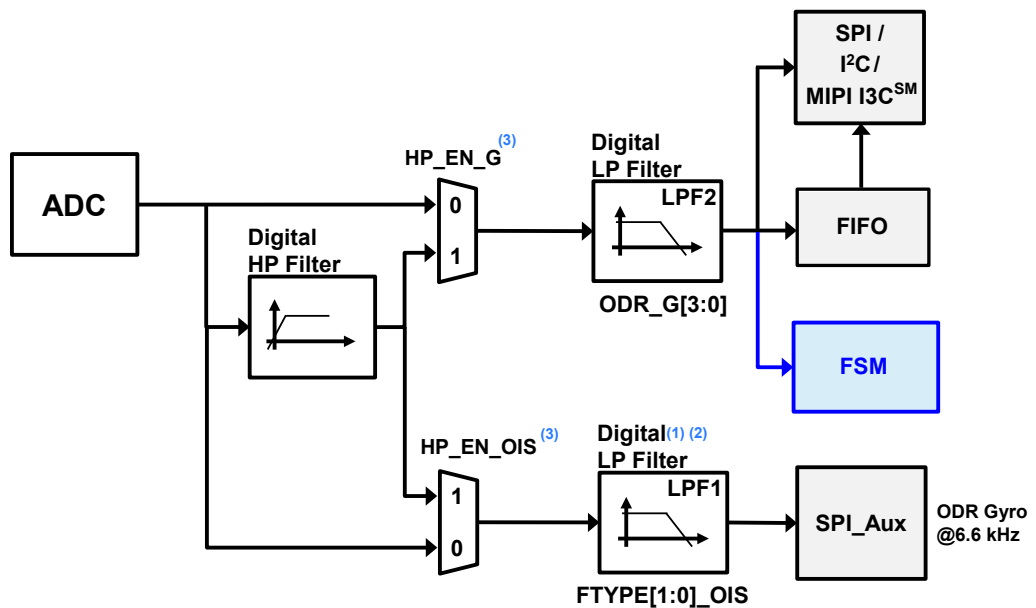 SPI /
I²C /
MIPI I3C^SM
ADC
HP_EN_G (3)
0
1
Digital
LP Filter
LPF2
ODR_G[3:0]
FIFO
Digital
HP Filter
FSM
HP_EN_OIS (3)
1
0
Digital (1) (2)
LP Filter
LPF1
FTYPE[1:0]_OIS
SPI_Aux
ODR Gyro
@6.6 kHz